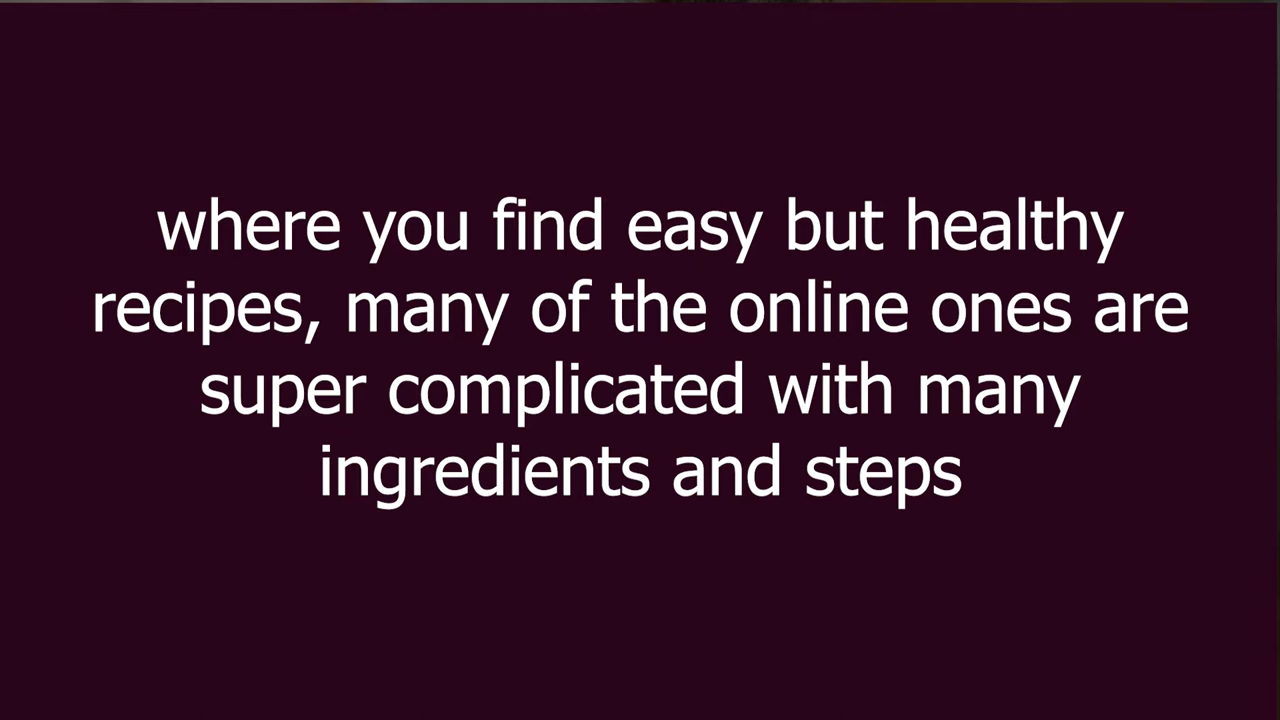 where you find easy but healthy
recipes, many of the online ones are
super complicated with many
ingredients and steps